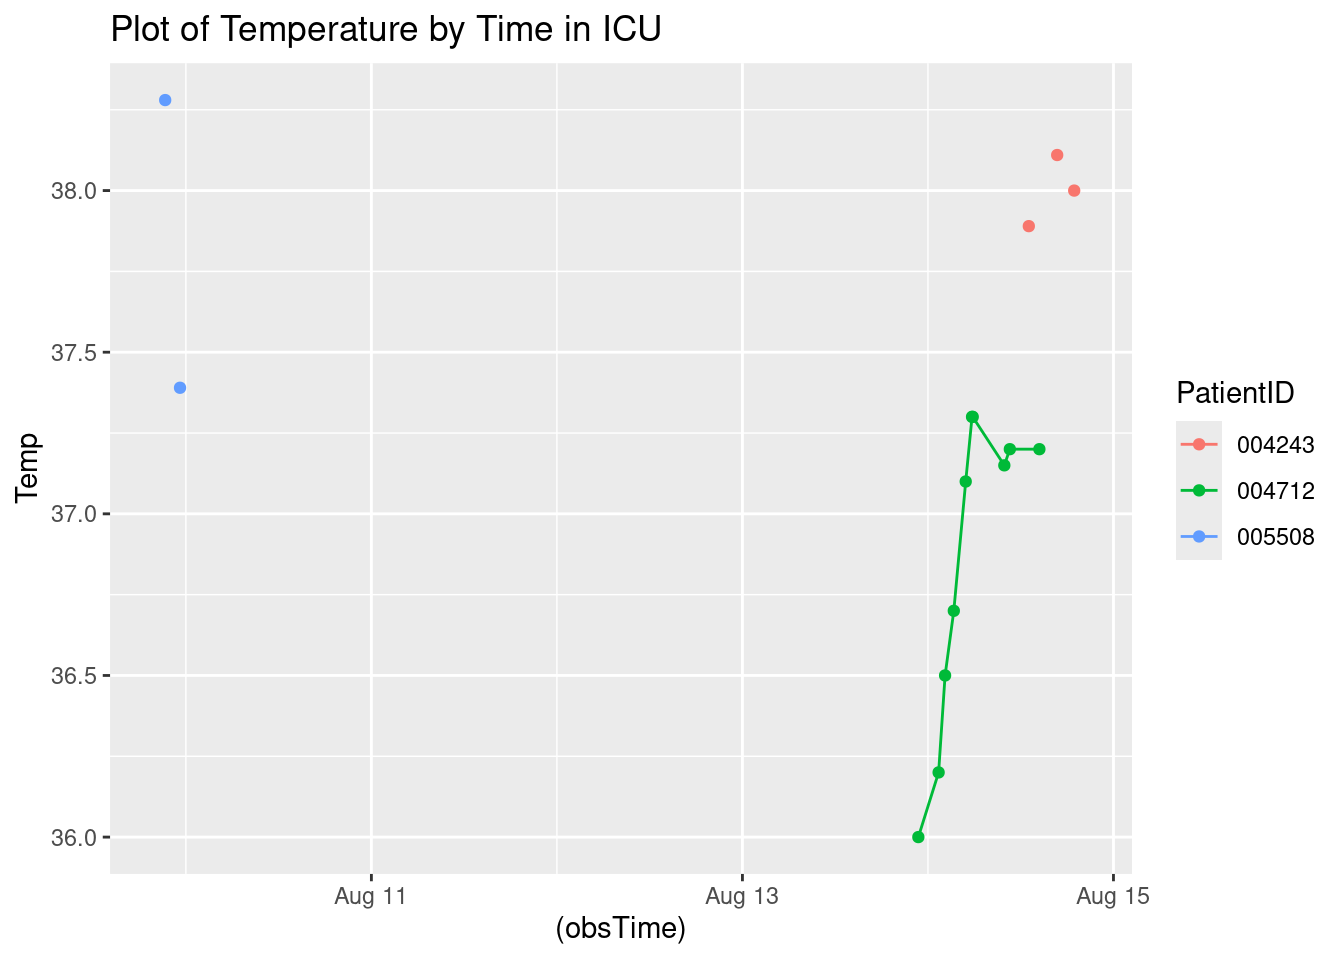 Plot of Temperature by Time in ICU
38.0
37.5
37.0
36.5
36.0
Temp
Aug 11
Aug 13
Aug 15
(obsTime)
PatientID
004243
004712
005508